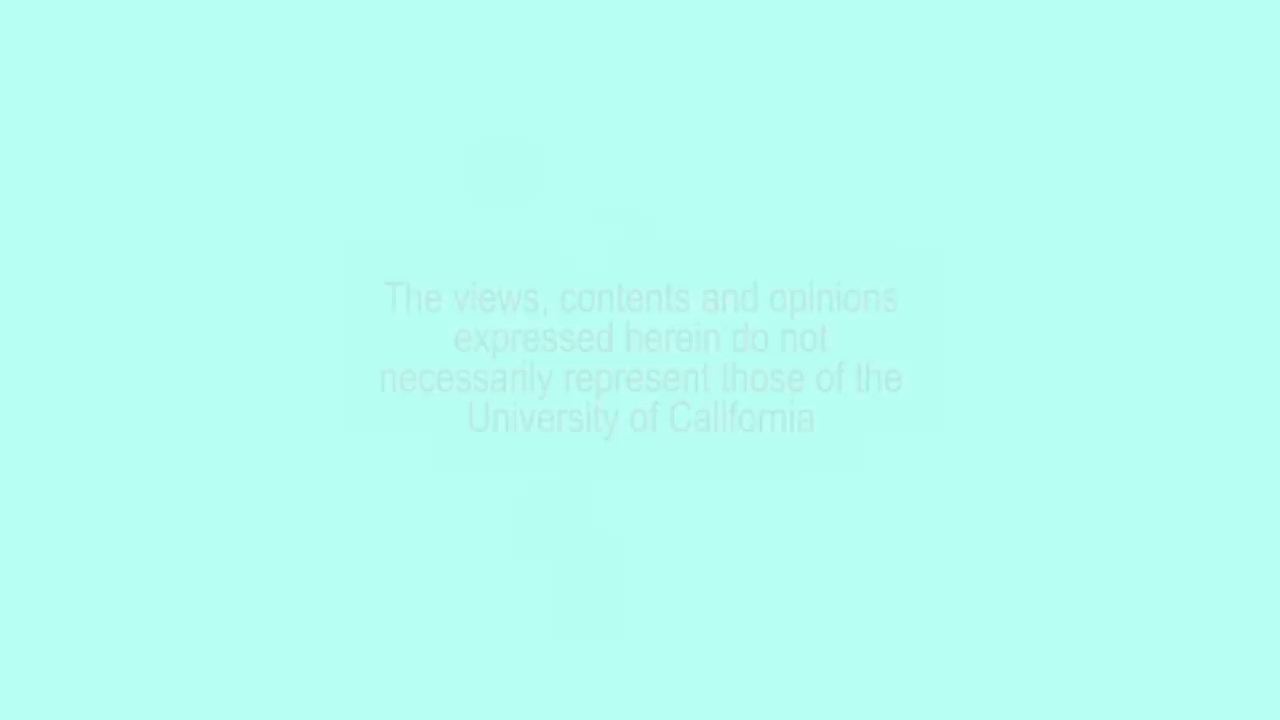 The views, contents and opinions
expressed herein do not
necessarily represent those of the
University of California